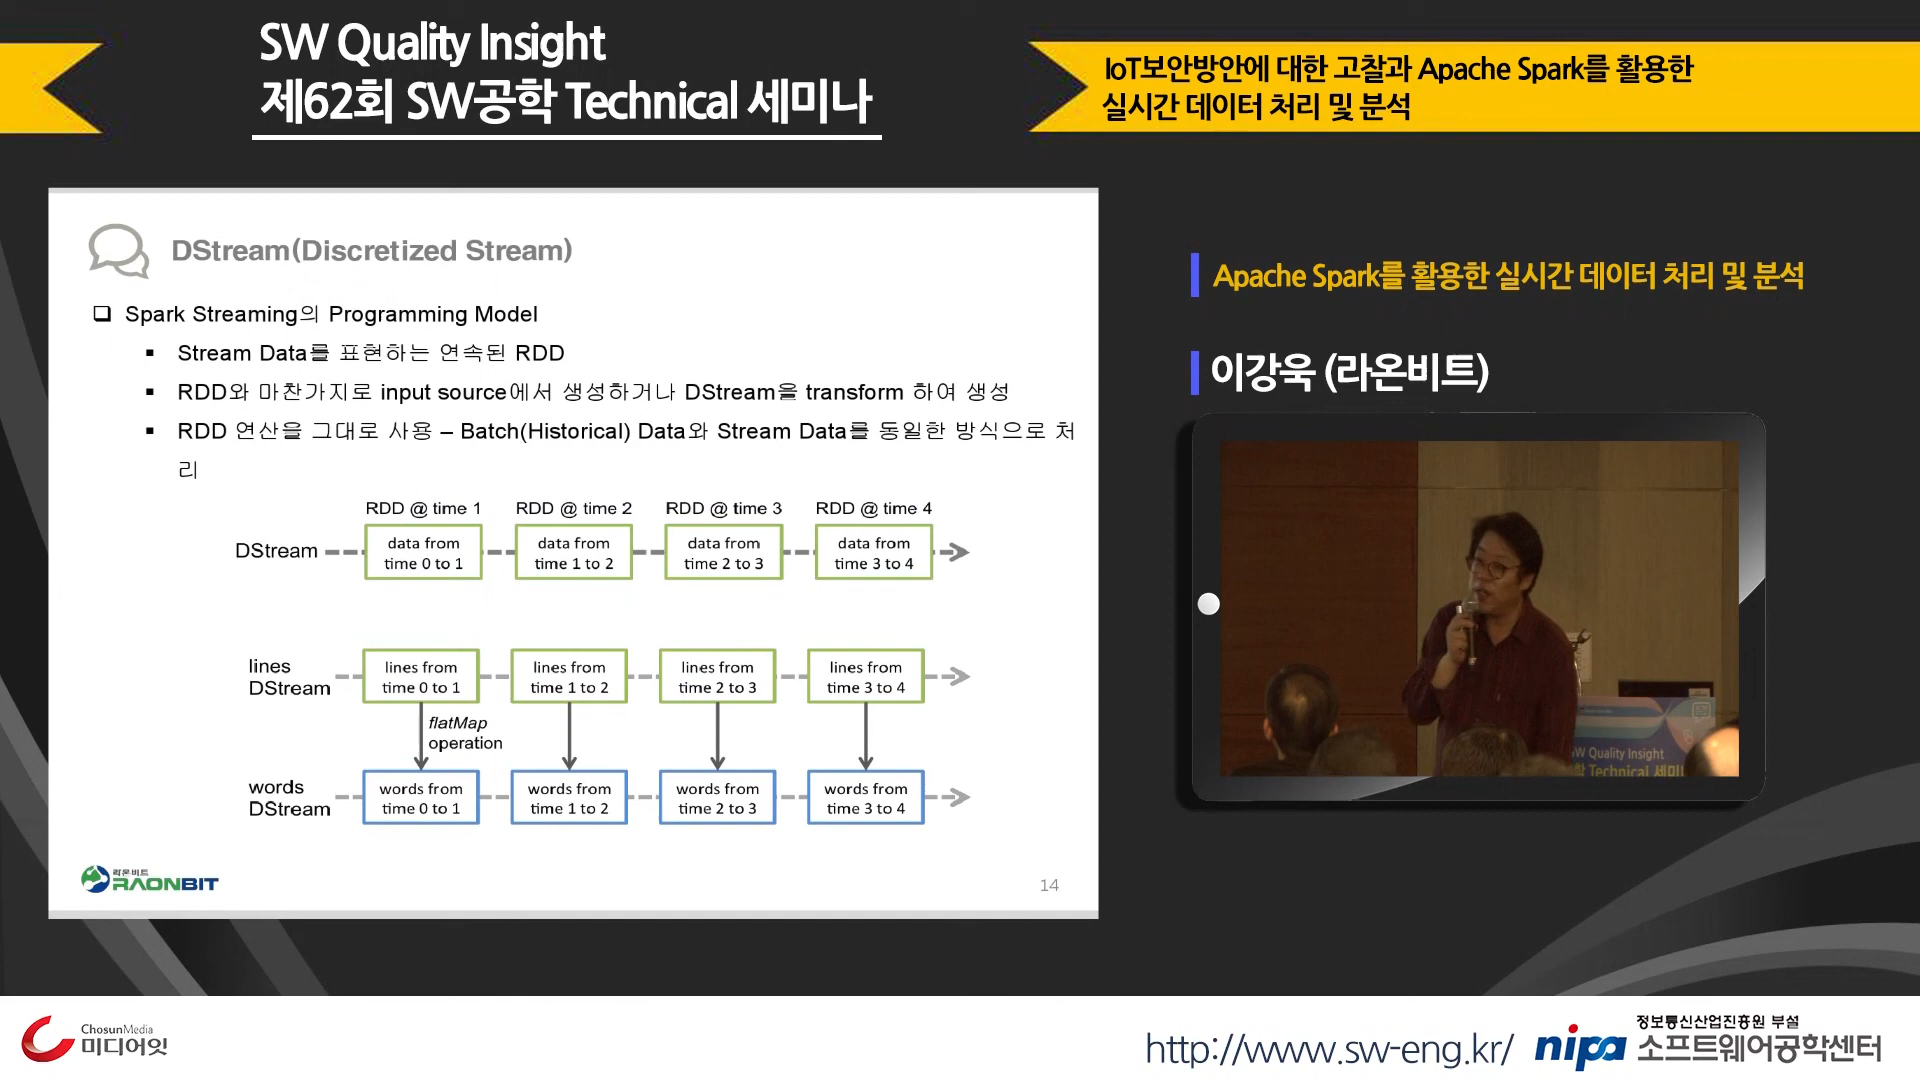 SW Quality Insight
제62회 SW공학 Technical 세미나
IoT보안방안에 대한 고찰과 Apache Spark를 활용한
실시간 데이터 처리 및 분석
DStream(Discretized Stream)
Spark Streaming의 Programming Model
Stream Data를 표현하는 연속된 RDD
RDD와 마찬가지로 input source에서 생성하거나 DStream을 transform 하여 생성
RDD 연산을 그대로 사용 – Batch(Historical) Data와 Stream Data를 동일한 방식으로 처
리
RDD @ time 1 RDD @ time 2 RDD @ time 3 RDD @ time 4
DStream
data from
time 0 to 1
data from
time 1 to 2
data from
time 2 to 3
data from
time 3 to 4
lines
DStream
lines from
time 0 to 1
lines from
time 1 to 2
lines from
time 2 to 3
lines from
time 3 to 4
flatMap
operation
words
DStream
words from
time 0 to 1
words from
time 1 to 2
words from
time 2 to 3
words from
time 3 to 4
라온비트
RAONBIT
14
Apache Spark를 활용한 실시간 데이터 처리 및 분석
이강욱 (라온비트)
SW Quality Insight
공학 Technical 세미나
ChosunMedia
미디어잇
http://www.sw-eng.kr/
nipa
정보통신산업진흥원 부설
소프트웨어공학센터